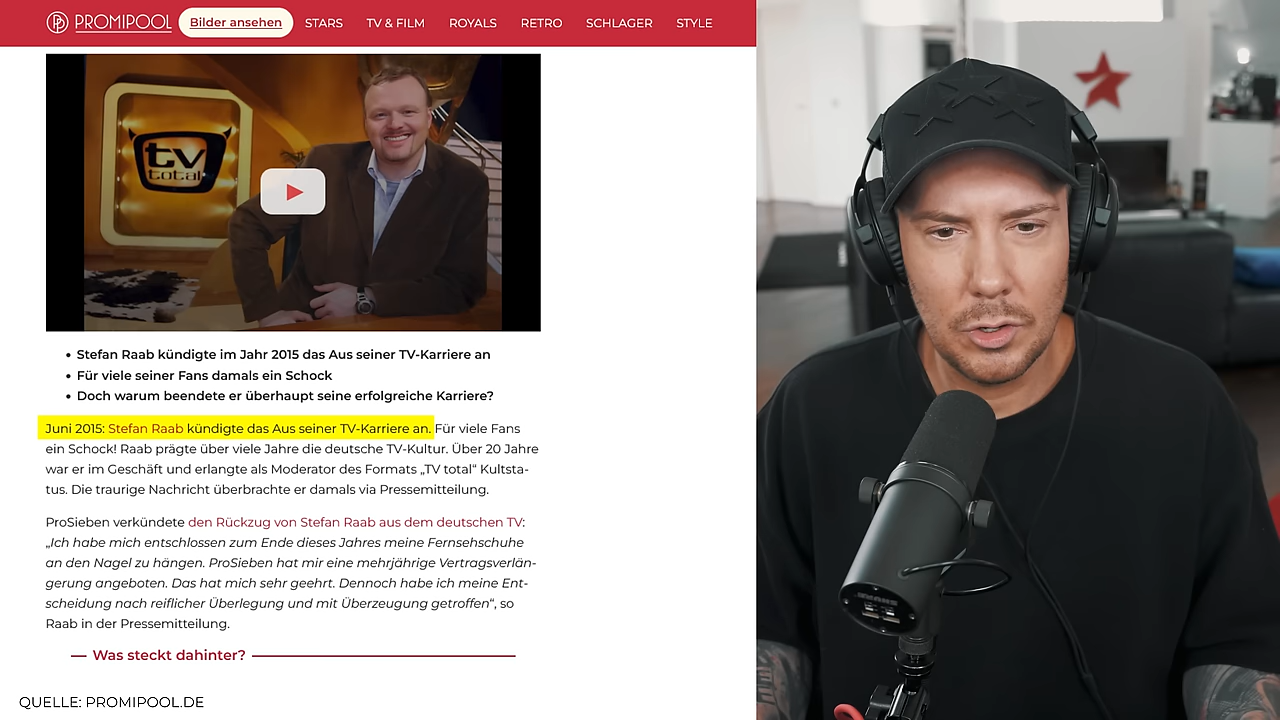 PROMIPOOL
Bilder ansehen
STARS
TV & FILM
ROYALS
RETRO
SCHLAGER
STYLE
tv
total
• Stefan Raab kündigte im Jahr 2015 das Aus seiner TV-Karriere an
• Für viele seiner Fans damals ein Schock
• Doch warum beendete er überhaupt seine erfolgreiche Karriere?
Juni 2015: Stefan Raab kündigte das Aus seiner TV-Karriere an. Für viele Fans
ein Schock! Raab prägte über viele Jahre die deutsche TV-Kultur. Über 20 Jahre
war er im Geschäft und erlangte als Moderator des Formats „TV total“ Kultsta-
tus. Die traurige Nachricht überbrachte er damals via Pressemitteilung.
ProSieben verkündete den Rückzug von Stefan Raab aus dem deutschen TV:
„Ich habe mich entschlossen zum Ende dieses Jahres meine Fernsehschuhe
an den Nagel zu hängen. ProSieben hat mir eine mehrjährige Vertragsverlän-
gerung angeboten. Das hat mich sehr geehrt. Dennoch habe ich meine Ent-
scheidung nach reiflicher Überlegung und mit Überzeugung getroffen“, so
Raab in der Pressemitteilung.
Was steckt dahinter?
QUELLE: PROMIPOOL.DE